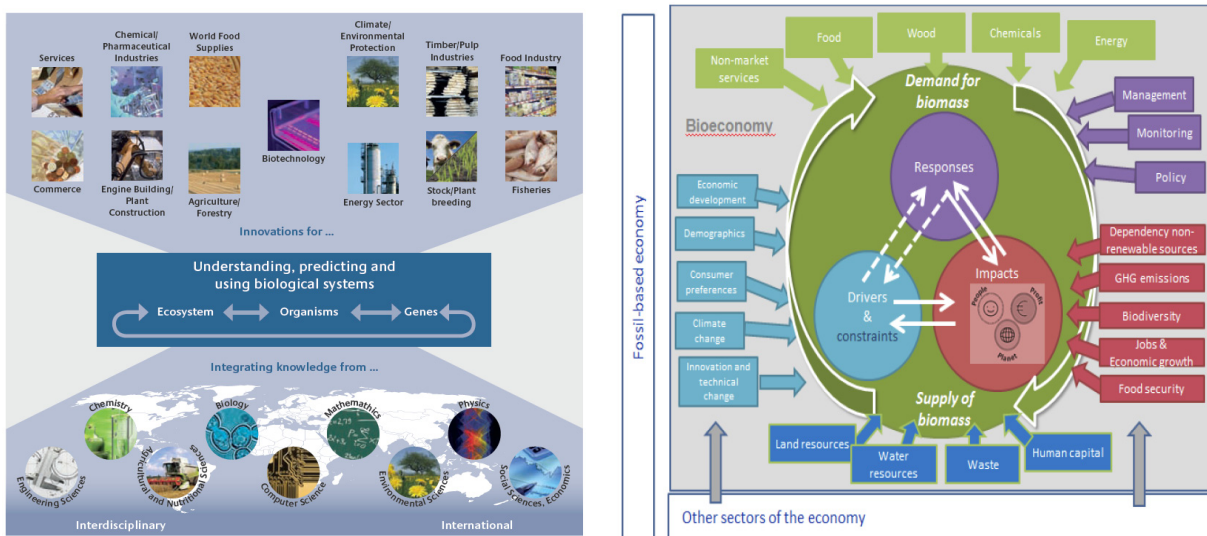 Services
Chemical/
Pharmaceutical
Industries
World Food
Supplies
Climate/
Environmental
Protection
Timber/Pulp
Industries
Food Industry
Biotechnology
Commerce
Engine Building/
Plant
Construction
Agriculture/
Forestry
Energy Sector
Stock/Plant
breeding
Fisheries
Innovations for ...
Understanding, predicting and
using biological systems
Ecosystem
Organisms
Genes
Integrating knowledge from ...
Chemistry
Biology
Mathemathics
Physics
Engineering Sciences
Agricultural and Nutritional Sciences
Computer Science
Environmental Sciences
Social Sciences, Economics
Interdisciplinary
International
Fossil-based economy
Non-market
services
Food
Wood
Chemicals
Energy
Demand for
biomass
Bioeconomy
Management
Monitoring
Policy
Responses
Economic
development
Demographics
Consumer
preferences
Climate
change
Innovation and
technical
change
Drivers
&
constraints
Impacts
People
Profit
Planet
Dependency non-
renewable sources
GHG emissions
Biodiversity
Jobs &
Economic growth
Food security
Supply of
biomass
Land resources
Water
resources
Waste
Human capital
Other sectors of the economy